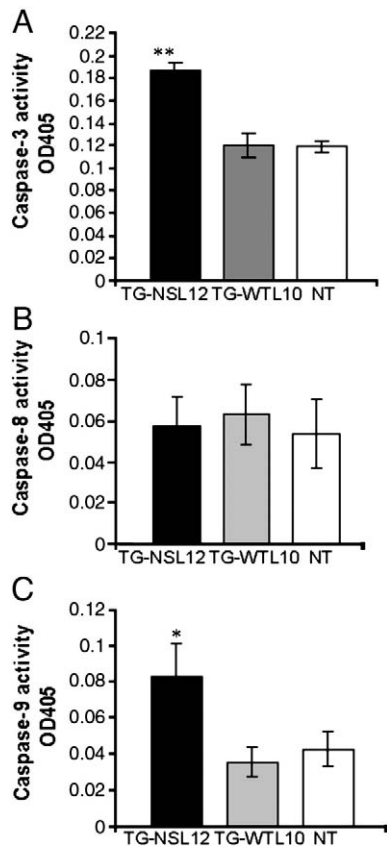 A
Caspase-3 activity
OD405
0.22
0.2
0.18
0.16
0.14
0.12
0.1
0.08
0.06
0.04
0.02
0
**
TG-NSL12 TG-WTL10 NT
B
Caspase-8 activity
OD405
0.1
0.08
0.06
0.04
0.02
0
TG-NSL12 TG-WTL10 NT
C
Caspase-9 activity
OD405
0.12
0.1
0.08
0.06
0.04
0.02
0
*
TG-NSL12 TG-WTL10 NT